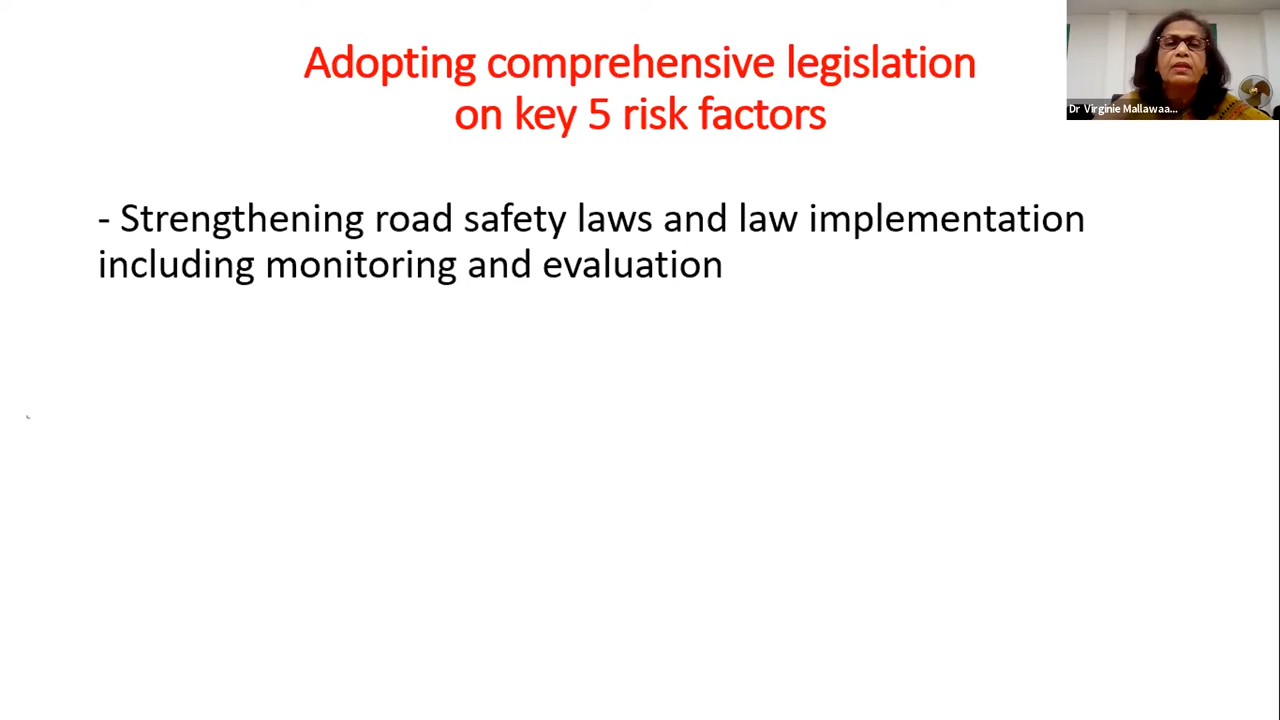 Adopting comprehensive legislation
on key 5 risk factors
Dr Virginie Mallawaa...
- Strengthening road safety laws and law implementation
including monitoring and evaluation